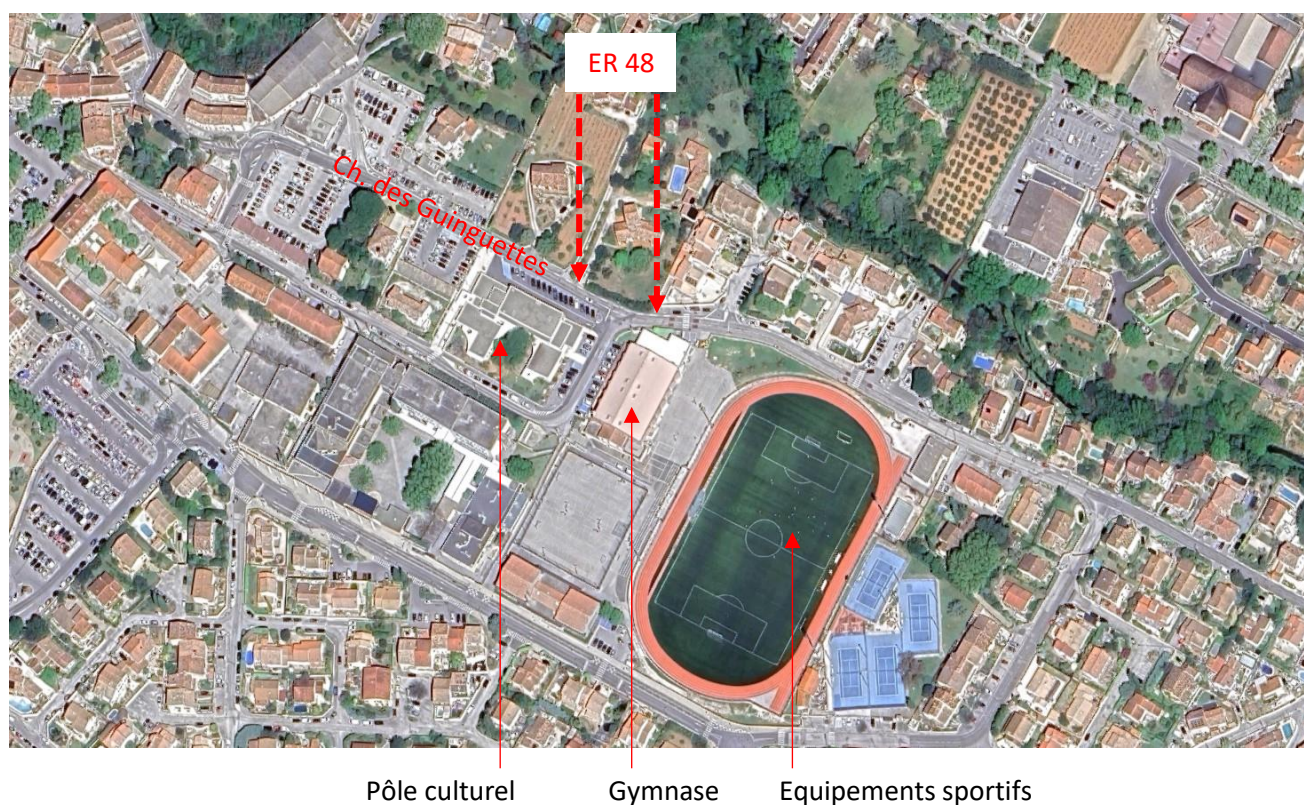 ER 48
Ch. des Guinguettes
Pôle culturel
Gymnase
Equipements sportifs